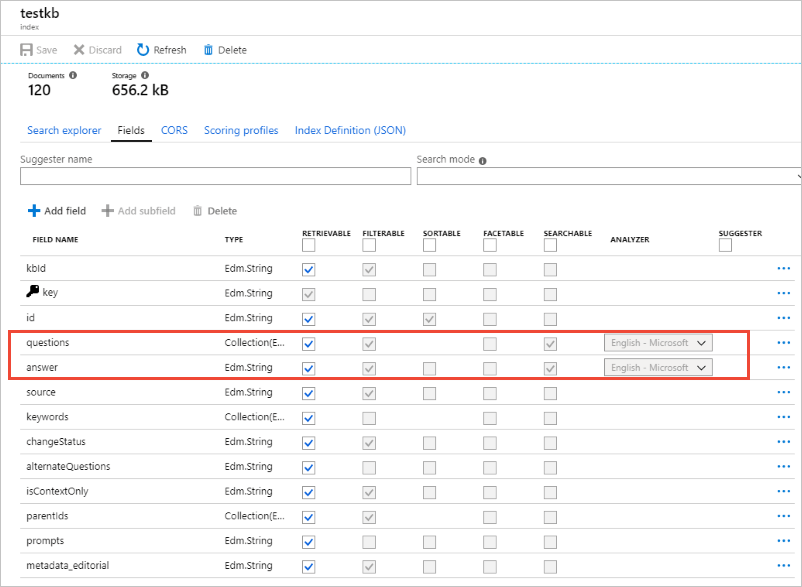 testkb
index
Save Discard Refresh Delete
Documents Storage
120 656.2 kB
Search explorer Fields CORS Scoring profiles Index Definition (JSON)
Suggester name Search mode
Add field Add subfield Delete
FIELD NAME TYPE RETRIEVABLE FILTERABLE SORTABLE FACETABLE SEARCHABLE ANALYZER SUGGESTER
kbId Edm.String
key Edm.String
id Edm.String
questions Collection(E... English - Microsoft
answer Edm.String English - Microsoft
source Edm.String
keywords Collection(E...
changeStatus Edm.String
alternateQuestions Edm.String
isContextOnly Edm.String
parentIds Collection(E...
prompts Edm.String
metadata_editorial Edm.String